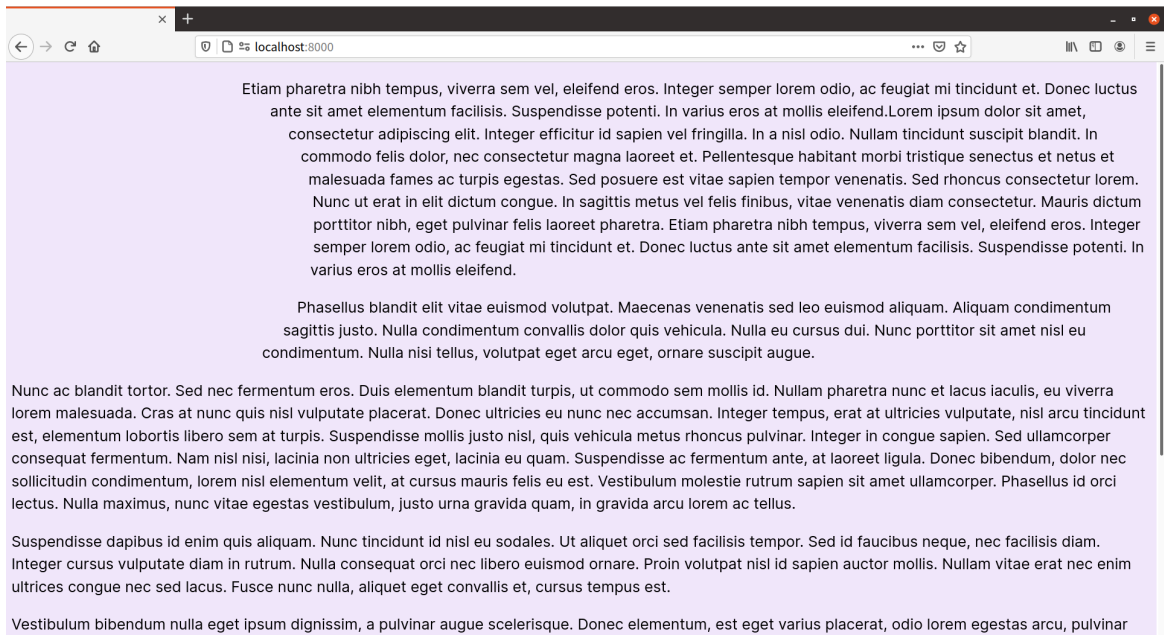 localhost:8000
Etiam pharetra nibh tempus, viverra sem vel, eleifend eros. Integer semper lorem odio, ac feugiat mi tincidunt et. Donec luctus
ante sit amet elementum facilisis. Suspendisse potenti. In varius eros at mollis eleifend.Lorem ipsum dolor sit amet,
consectetur adipiscing elit. Integer efficitur id sapien vel fringilla. In a nisl odio. Nullam tincidunt suscipit blandit. In
commodo felis dolor, nec consectetur magna laoreet et. Pellentesque habitant morbi tristique senectus et netus et
malesuada fames ac turpis egestas. Sed posuere est vitae sapien tempor venenatis. Sed rhoncus consectetur lorem.
Nunc ut erat in elit dictum congue. In sagittis metus vel felis finibus, vitae venenatis diam consectetur. Mauris dictum
porttitor nibh, eget pulvinar felis laoreet pharetra. Etiam pharetra nibh tempus, viverra sem vel, eleifend eros. Integer
semper lorem odio, ac feugiat mi tincidunt et. Donec luctus ante sit amet elementum facilisis. Suspendisse potenti. In
varius eros at mollis eleifend.
Phasellus blandit elit vitae euismod volutpat. Maecenas venenatis sed leo euismod aliquam. Aliquam condimentum
sagittis justo. Nulla condimentum convallis dolor quis vehicula. Nulla eu cursus dui. Nunc porttitor sit amet nisl eu
condimentum. Nulla nisi tellus, volutpat eget arcu eget, ornare suscipit augue.
Nunc ac blandit tortor. Sed nec fermentum eros. Duis elementum blandit turpis, ut commodo sem mollis id. Nullam pharetra nunc et lacus iaculis, eu viverra
lorem malesuada. Cras at nunc quis nisl vulputate placerat. Donec ultricies eu nunc nec accumsan. Integer tempus, erat at ultricies vulputate, nisl arcu tincidunt
est, elementum lobortis libero sem at turpis. Suspendisse mollis justo nisl, quis vehicula metus rhoncus pulvinar. Integer in congue sapien. Sed ullamcorper
consequat fermentum. Nam nisl nisi, lacinia non ultricies eget, lacinia eu quam. Suspendisse ac fermentum ante, at laoreet ligula. Donec bibendum, dolor nec
sollicitudin condimentum, lorem nisl elementum velit, at cursus mauris felis eu est. Vestibulum molestie rutrum sapien sit amet ullamcorper. Phasellus id orci
lectus. Nulla maximus, nunc vitae egestas vestibulum, justo urna gravida quam, in gravida arcu lorem ac tellus.
Suspendisse dapibus id enim quis aliquam. Nunc tincidunt id nisl eu sodales. Ut aliquet orci sed facilisis tempor. Sed id faucibus neque, nec facilisis diam.
Integer cursus vulputate diam in rutrum. Nulla consequat orci nec libero euismod ornare. Proin volutpat nisl id sapien auctor mollis. Nullam vitae erat nec enim
ultrices congue nec sed lacus. Fusce nunc nulla, aliquet eget convallis et, cursus tempus est.
Vestibulum bibendum nulla eget ipsum dignissim, a pulvinar augue scelerisque. Donec elementum, est eget varius placerat, odio lorem egestas arcu, pulvinar